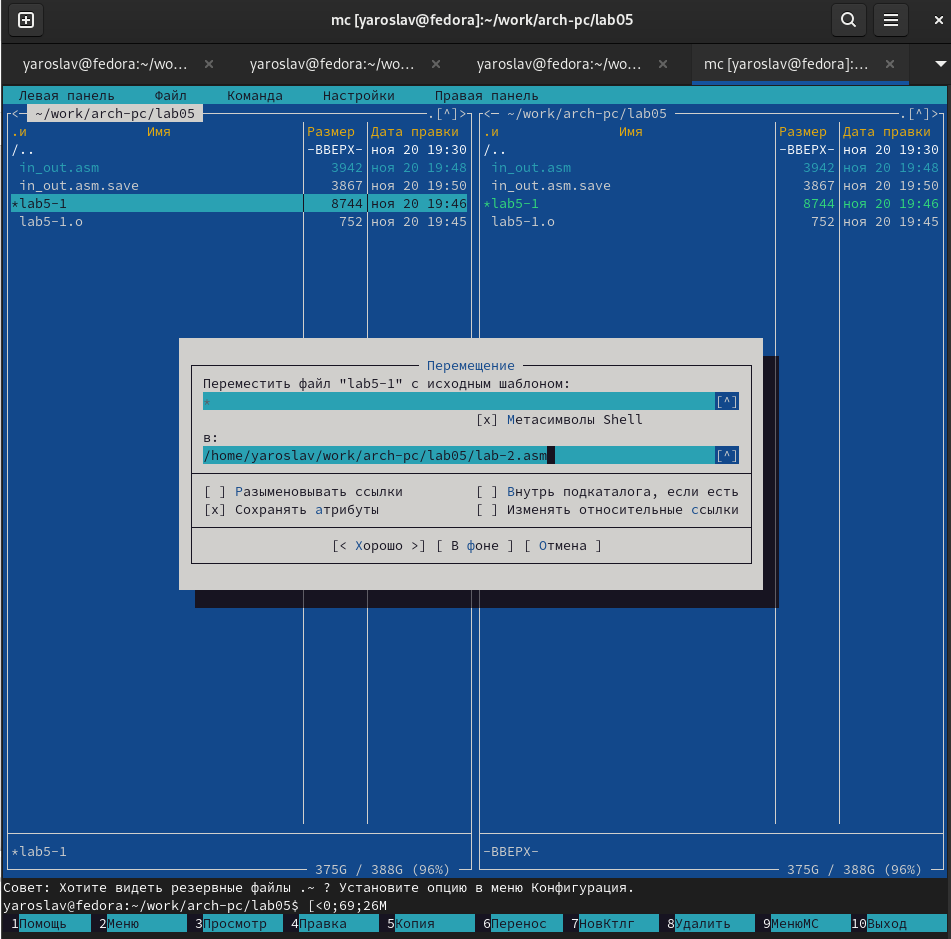 mc [yaroslav@fedora]:~/work/arch-pc/lab05
yaroslav@fedora:~/wo... × yaroslav@fedora:~/wo... × yaroslav@fedora:~/wo... × mc [yaroslav@fedora]:... ×
Левая панель Файл Команда Настройки Правая панель
<─ ~/work/arch-pc/lab05 .[^]> <─ ~/work/arch-pc/lab05 .[^]>
.и Имя Размер Дата правки .и Имя Размер Дата правки
/.. -ВВЕРХ- ноя 20 19:30 /.. -ВВЕРХ- ноя 20 19:30
in_out.asm 3942 ноя 20 19:48 in_out.asm 3942 ноя 20 19:48
in_out.asm.save 3867 ноя 20 19:50 in_out.asm.save 3867 ноя 20 19:50
*lab5-1 8744 ноя 20 19:46 *lab5-1 8744 ноя 20 19:46
lab5-1.o 752 ноя 20 19:45 lab5-1.o 752 ноя 20 19:45
Перемещение
Переместить файл "lab5-1" с исходным шаблоном:
* [^]
[x] Метасимволы Shell
в:
/home/yaroslav/work/arch-pc/lab05/lab-2.asm [^]
[ ] Разыменовывать ссылки [ ] Внутрь подкаталога, если есть
[x] Сохранять атрибуты [ ] Изменять относительные ссылки
[< Хорошо >] [ В фоне ] [ Отмена ]
*lab5-1 -ВВЕРХ-
375G / 388G (96%) 375G / 388G (96%)
Совет: Хотите видеть резервные файлы .~ ? Установите опцию в меню Конфигурация.
yaroslav@fedora:~/work/arch-pc/lab05$ [<0;69;26M
1Помощь 2Меню 3Просмотр 4Правка 5Копия 6Перенос 7НовКтлг 8Удалить 9МенюMC 10Выход